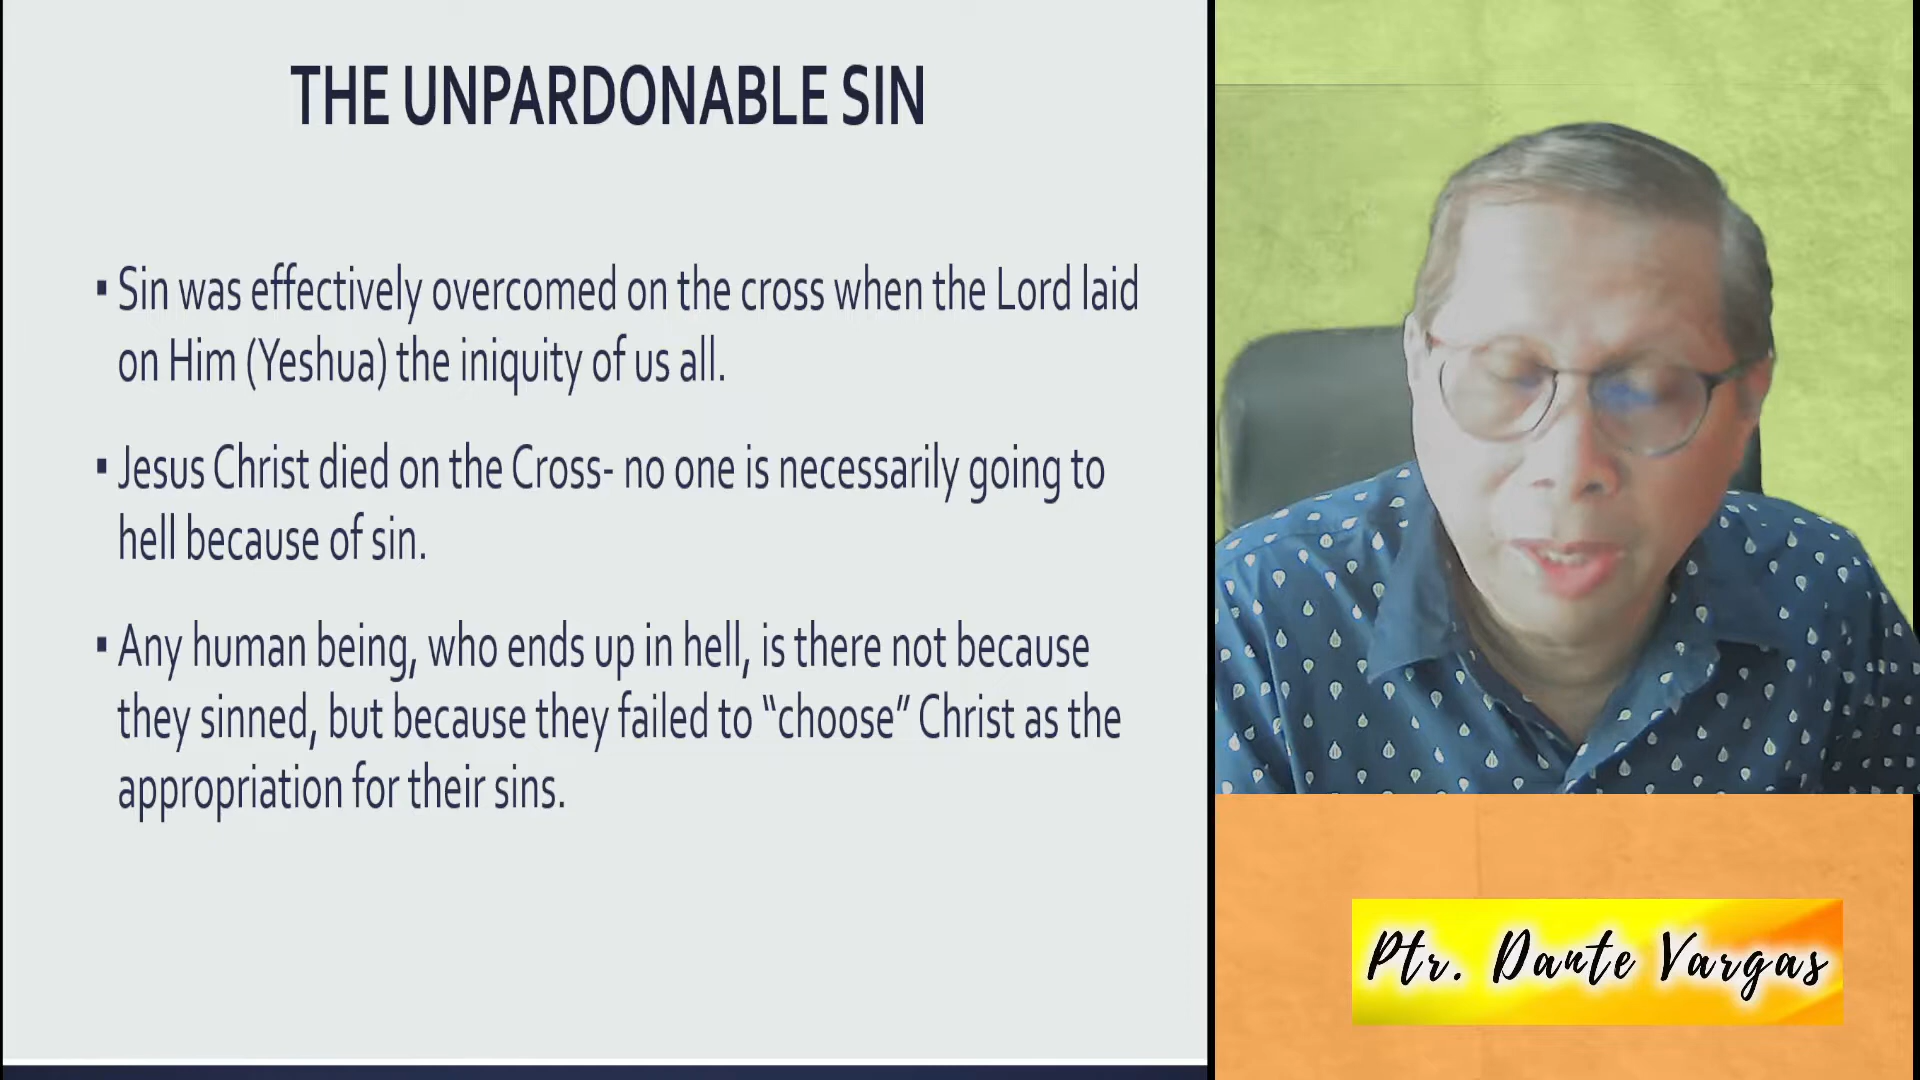 THE UNPARDONABLE SIN
▪ Sin was effectively overcomed on the cross when the Lord laid
on Him (Yeshua) the iniquity of us all.
▪ Jesus Christ died on the Cross- no one is necessarily going to
hell because of sin.
▪ Any human being, who ends up in hell, is there not because
they sinned, but because they failed to “choose” Christ as the
appropriation for their sins.
Ptr. Dante Vargas